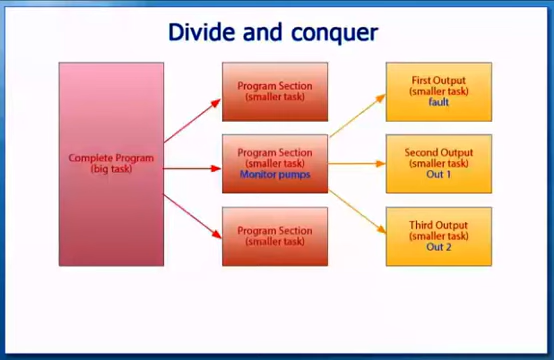 Divide and conquer
Complete Program
(big task)
Program Section
(smaller task)
Program Section
(smaller task)
Monitor pumps
Program Section
(smaller task)
First Output
(smaller task)
fault
Second Output
(smaller task)
Out 1
Third Output
(smaller task)
Out 2